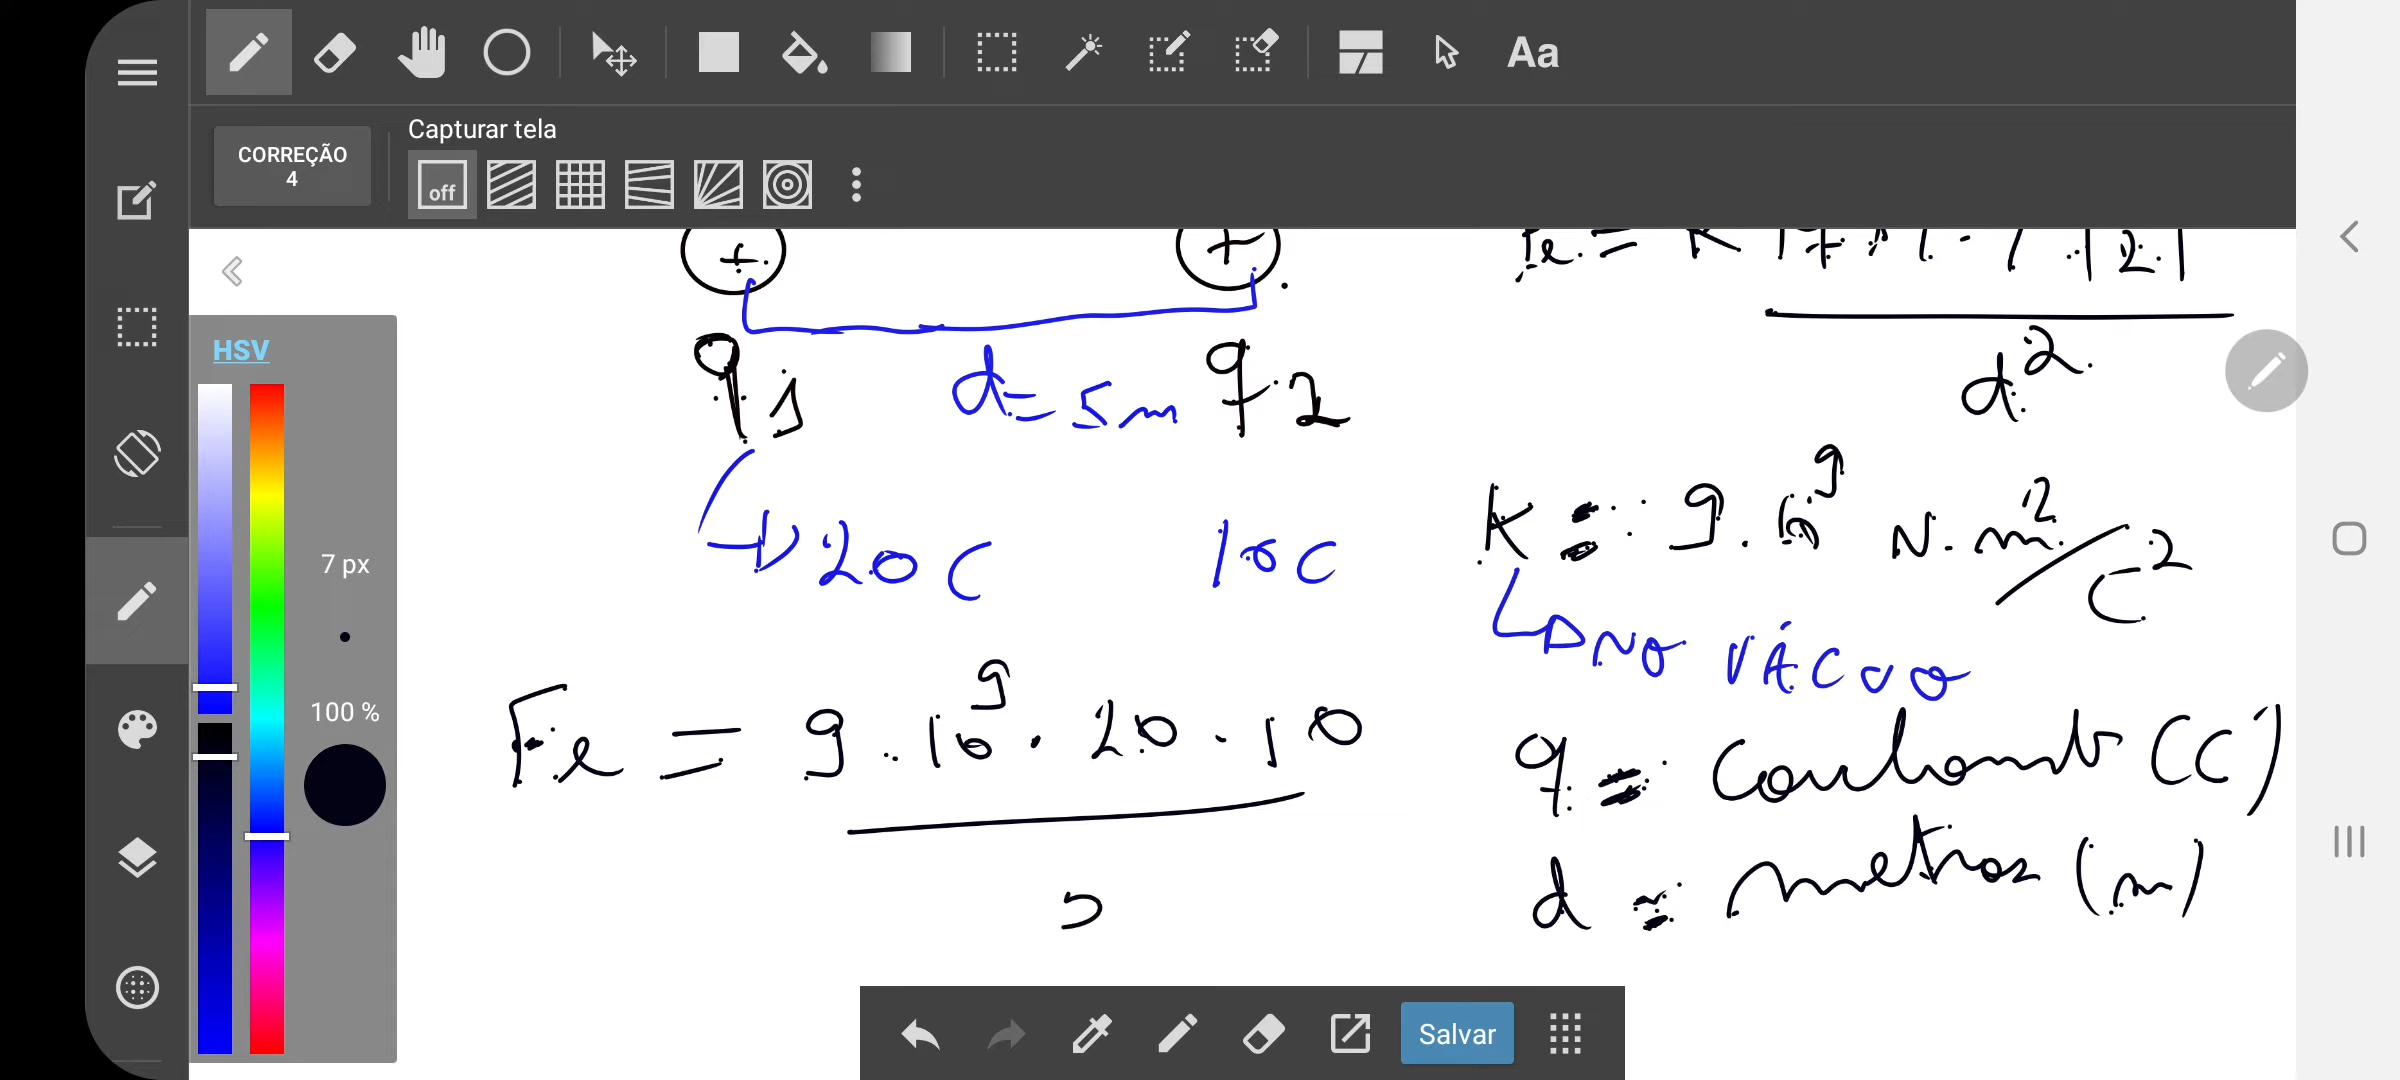 Aa
CORREÇÃO
4
Capturar tela
off
HSV
7 px
100 %
+ +
Fe = K |q1|.|q2|
d²
q1 d = 5m q2
20C 10C
K = 9.10⁹ N.m²/C²
NO VÁCUO
Fe = 9.10⁹.20.10
q = Coulomb (C)
d = metros (m)
Salvar